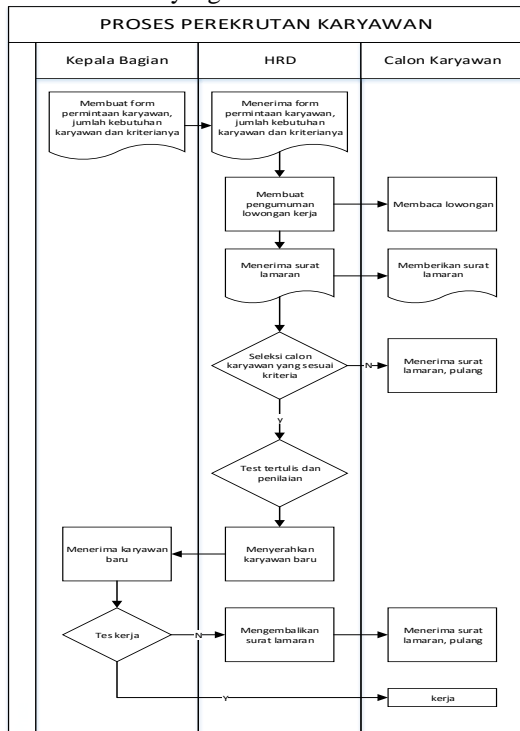 PROSES PEREKRUTAN KARYAWAN
Kepala Bagian
HRD
Calon Karyawan
Membuat form
permintaan karyawan,
jumlah kebutuhan
karyawan dan kriterianya
Menerima form
permintaan karyawan,
jumlah kebutuhan
karyawan dan kriterianya
Membuat
pengumuman
lowongan kerja
Membaca lowongan
Menerima surat
lamaran
Memberikan surat
lamaran
Seleksi calon
karyawan yang sesuai
kriteria
N
Menerima surat
lamaran, pulang
Y
Test tertulis dan
penilaian
Menerima karyawan
baru
Menyerahkan
karyawan baru
Tes kerja
N
Mengembalikan
surat lamaran
Menerima surat
lamaran, pulang
Y
kerja